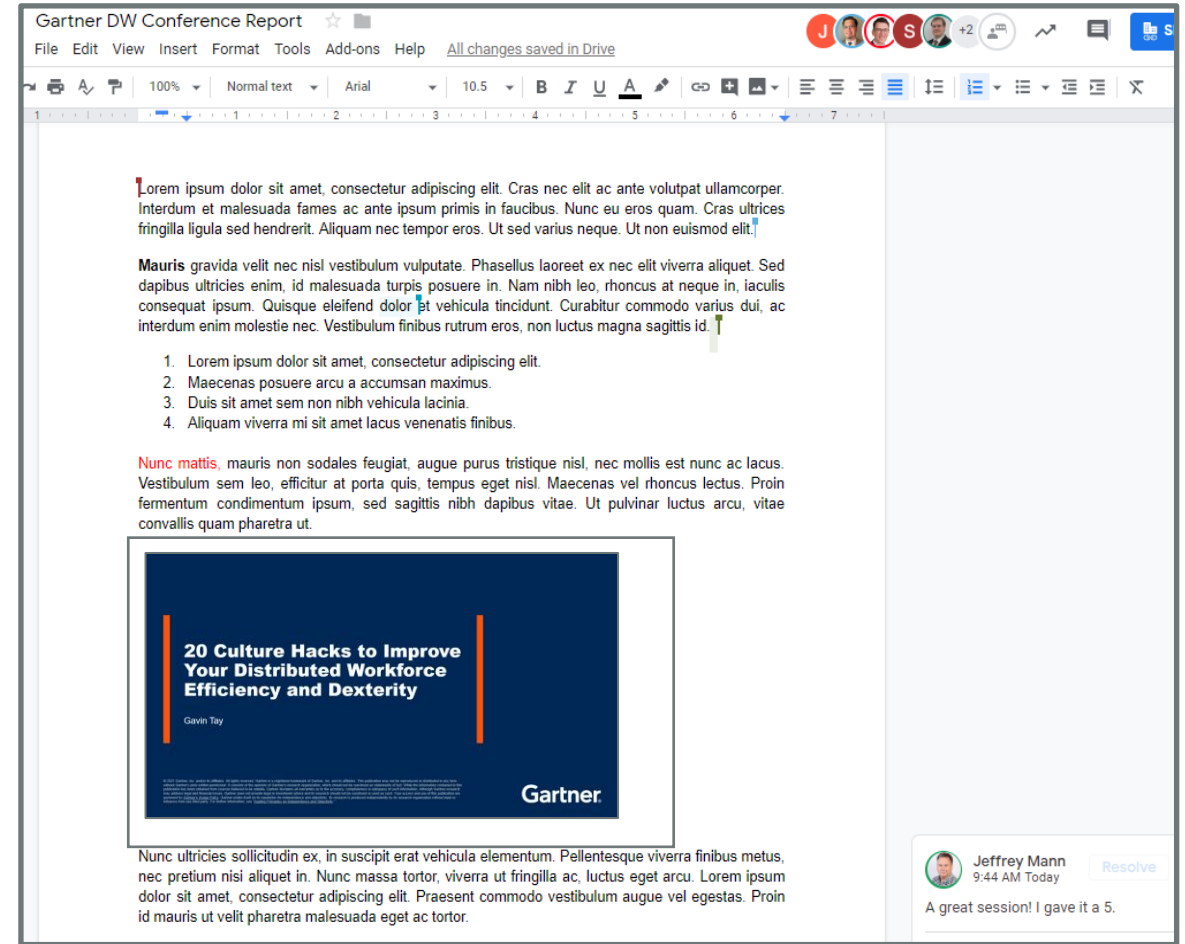 Gartner DW Conference Report
File Edit View Insert Format Tools Add-ons Help All changes saved in Drive
J S +2 S
100% Normal text Arial 10.5 B I U A
1 1 2 3 4 5 6 7
Lorem ipsum dolor sit amet, consectetur adipiscing elit. Cras nec elit ac ante volutpat ullamcorper.
Interdum et malesuada fames ac ante ipsum primis in faucibus. Nunc eu eros quam. Cras ultrices
fringilla ligula sed hendrerit. Aliquam nec tempor eros. Ut sed varius neque. Ut non euismod elit.
Mauris gravida velit nec nisl vestibulum vulputate. Phasellus laoreet ex nec elit viverra aliquet. Sed
dapibus ultricies enim, id malesuada turpis posuere in. Nam nibh leo, rhoncus at neque in, iaculis
consequat ipsum. Quisque eleifend dolor et vehicula tincidunt. Curabitur commodo varius dui, ac
interdum enim molestie nec. Vestibulum finibus rutrum eros, non luctus magna sagittis id.
1. Lorem ipsum dolor sit amet, consectetur adipiscing elit.
2. Maecenas posuere arcu a accumsan maximus.
3. Duis sit amet sem non nibh vehicula lacinia.
4. Aliquam viverra mi sit amet lacus venenatis finibus.
Nunc mattis, mauris non sodales feugiat, augue purus tristique nisl, nec mollis est nunc ac lacus.
Vestibulum sem leo, efficitur at porta quis, tempus eget nisl. Maecenas vel rhoncus lectus. Proin
fermentum condimentum ipsum, sed sagittis nibh dapibus vitae. Ut pulvinar luctus arcu, vitae
convallis quam pharetra ut.
20 Culture Hacks to Improve
Your Distributed Workforce
Efficiency and Dexterity
Gavin Tay
Gartner.
Nunc ultricies sollicitudin ex, in suscipit erat vehicula elementum. Pellentesque viverra finibus metus,
nec pretium nisi aliquet in. Nunc massa tortor, viverra ut fringilla ac, luctus eget arcu. Lorem ipsum
dolor sit amet, consectetur adipiscing elit. Praesent commodo vestibulum augue vel egestas. Proin
id mauris ut velit pharetra malesuada eget ac tortor.
Jeffrey Mann
Resolve
9:44 AM Today
A great session! I gave it a 5.